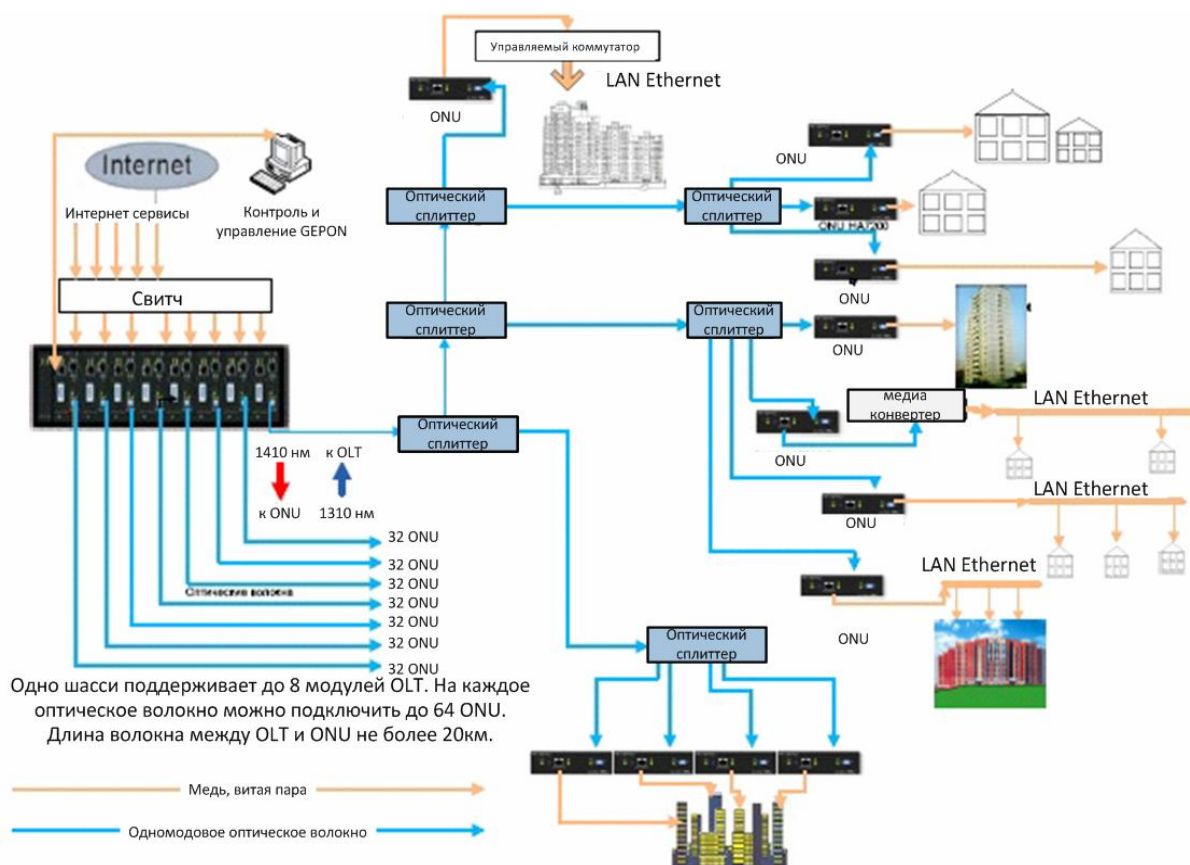 Управляемый коммутатор
LAN Ethernet
ONU
Internet
Интернет сервисы
Контроль и
управление GEPON
Свитч
Оптический
сплиттер
Оптический
сплиттер
ONU
ONU HA7200
ONU
Оптический
сплиттер
Оптический
сплиттер
ONU
медиа
конвертер
LAN Ethernet
ONU
Оптический
сплиттер
1410 нм
к OLT
к ONU
1310 нм
LAN Ethernet
ONU
LAN Ethernet
ONU
32 ONU
32 ONU
32 ONU
Оптические волокна
32 ONU
32 ONU
32 ONU
32 ONU
Оптический
сплиттер
Одно шасси поддерживает до 8 модулей OLT. На каждое
оптическое волокно можно подключить до 64 ONU.
Длина волокна между OLT и ONU не более 20км.
Медь, витая пара
Одномодовое оптическое волокно